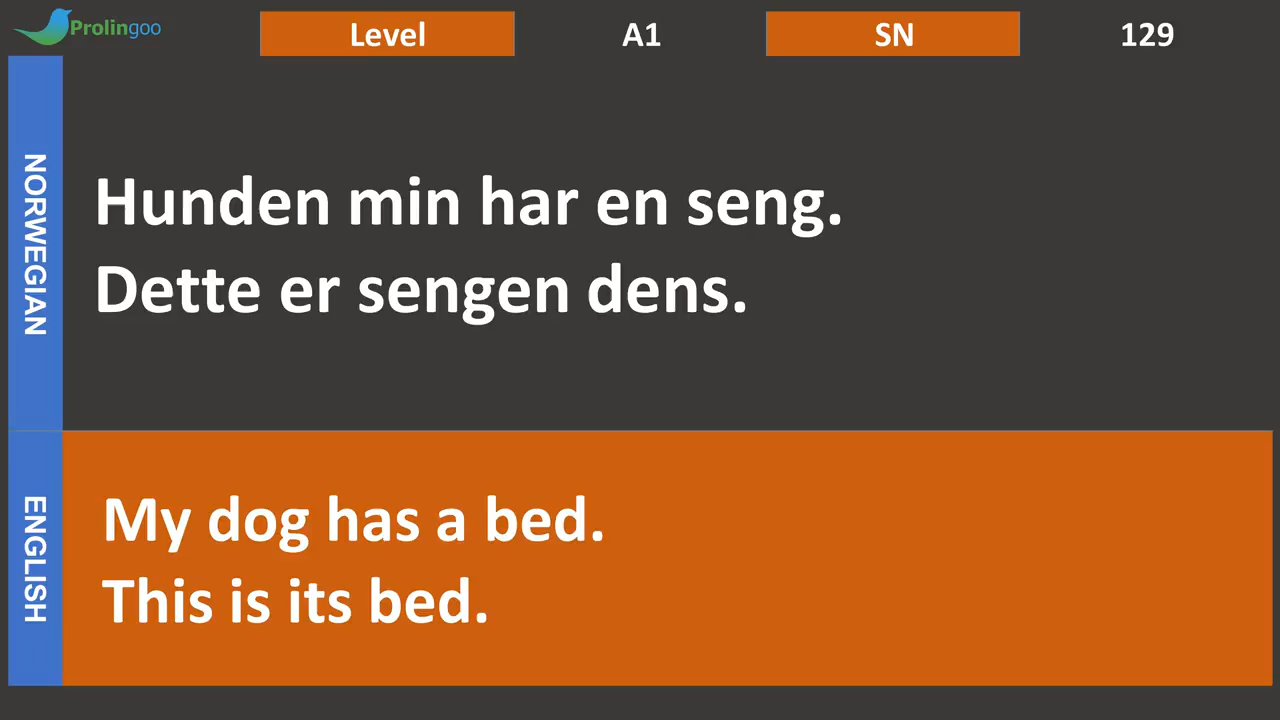 Prolingoo
Level A1 SN 129
NORWEGIAN
Hunden min har en seng.
Dette er sengen dens.
ENGLISH
My dog has a bed.
This is its bed.